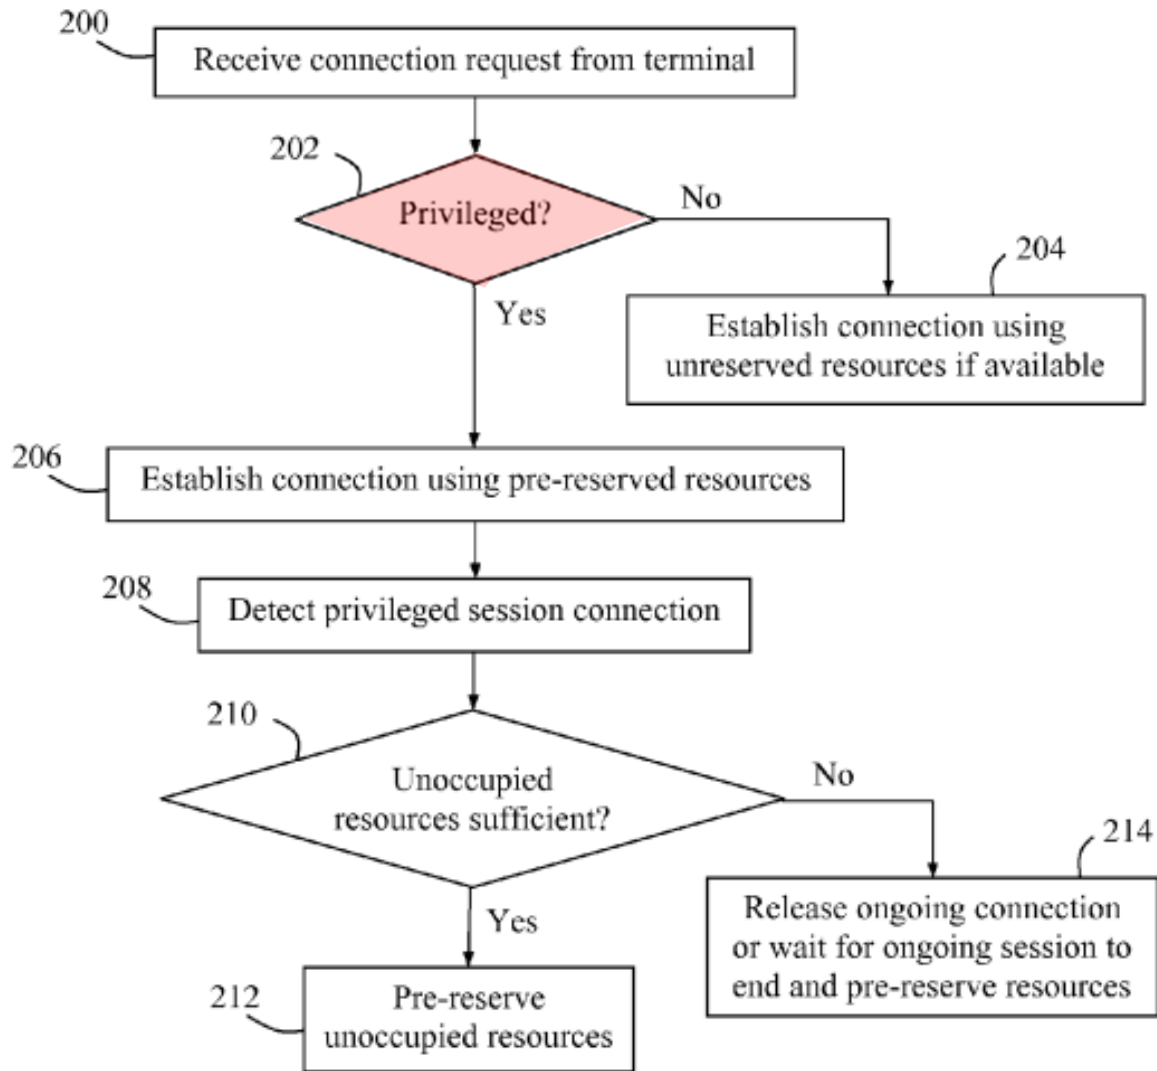 200
Receive connection request from terminal
202
Privileged?
No
204
Yes
Establish connection using
unreserved resources if available
206
Establish connection using pre-reserved resources
208
Detect privileged session connection
210
Unoccupied
resources sufficient?
No
214
Yes
Release ongoing connection
or wait for ongoing session to
end and pre-reserve resources
212
Pre-reserve
unoccupied resources